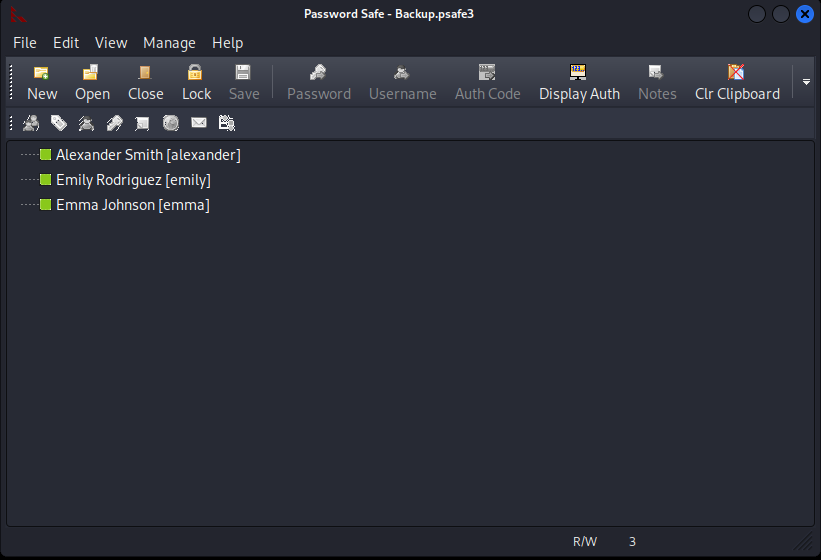 Password Safe - Backup.psafe3
File Edit View Manage Help
New Open Close Lock Save Password Username Auth Code Display Auth Notes Clr Clipboard
Alexander Smith [alexander]
Emily Rodriguez [emily]
Emma Johnson [emma]
R/W 3